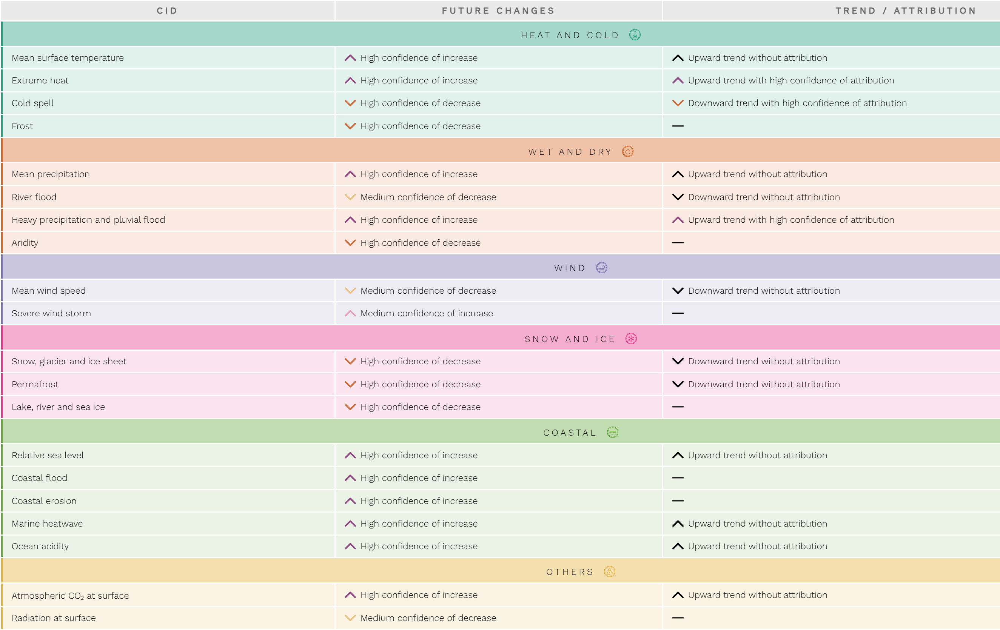 CID FUTURE CHANGES TREND / ATTRIBUTION
HEAT AND COLD
Mean surface temperature High confidence of increase Upward trend without attribution
Extreme heat High confidence of increase Upward trend with high confidence of attribution
Cold spell High confidence of decrease Downward trend with high confidence of attribution
Frost High confidence of decrease —
WET AND DRY
Mean precipitation High confidence of increase Upward trend without attribution
River flood Medium confidence of decrease Downward trend without attribution
Heavy precipitation and pluvial flood High confidence of increase Upward trend with high confidence of attribution
Aridity High confidence of decrease —
WIND
Mean wind speed Medium confidence of decrease Downward trend without attribution
Severe wind storm Medium confidence of increase —
SNOW AND ICE
Snow, glacier and ice sheet High confidence of decrease Downward trend without attribution
Permafrost High confidence of decrease Downward trend without attribution
Lake, river and sea ice High confidence of decrease —
COASTAL
Relative sea level High confidence of increase Upward trend without attribution
Coastal flood High confidence of increase —
Coastal erosion High confidence of increase —
Marine heatwave High confidence of increase Upward trend without attribution
Ocean acidity High confidence of increase Upward trend without attribution
OTHERS
Atmospheric CO₂ at surface High confidence of increase Upward trend without attribution
Radiation at surface Medium confidence of decrease —